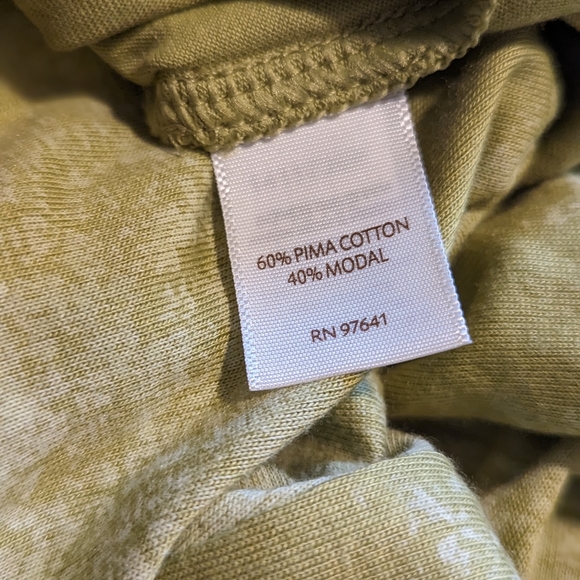 60% PIMA COTTON
40% MODAL
RN 97641